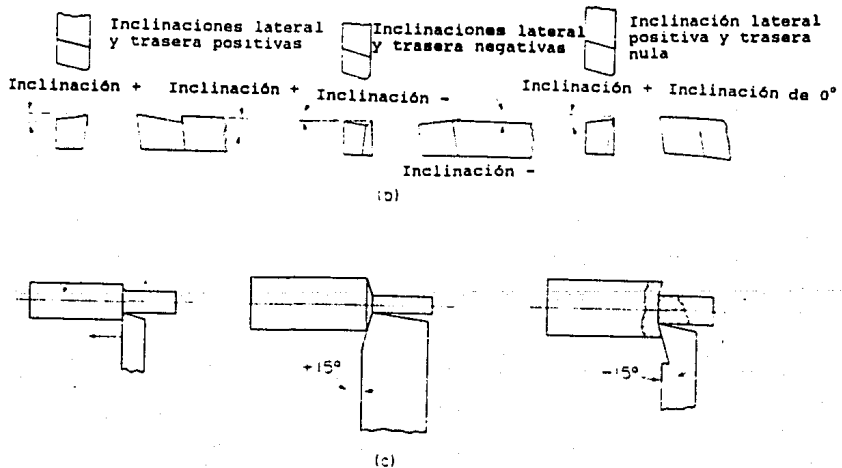 Inclinaciones lateral
y trasera positivas
Inclinaciones lateral
y trasera negativas
Inclinación lateral
positiva y trasera
nula
Inclinación +
Inclinación +
Inclinación -
Inclinación +
Inclinación de 0°
Inclinación -
(b)
+15°
-15°
(c)